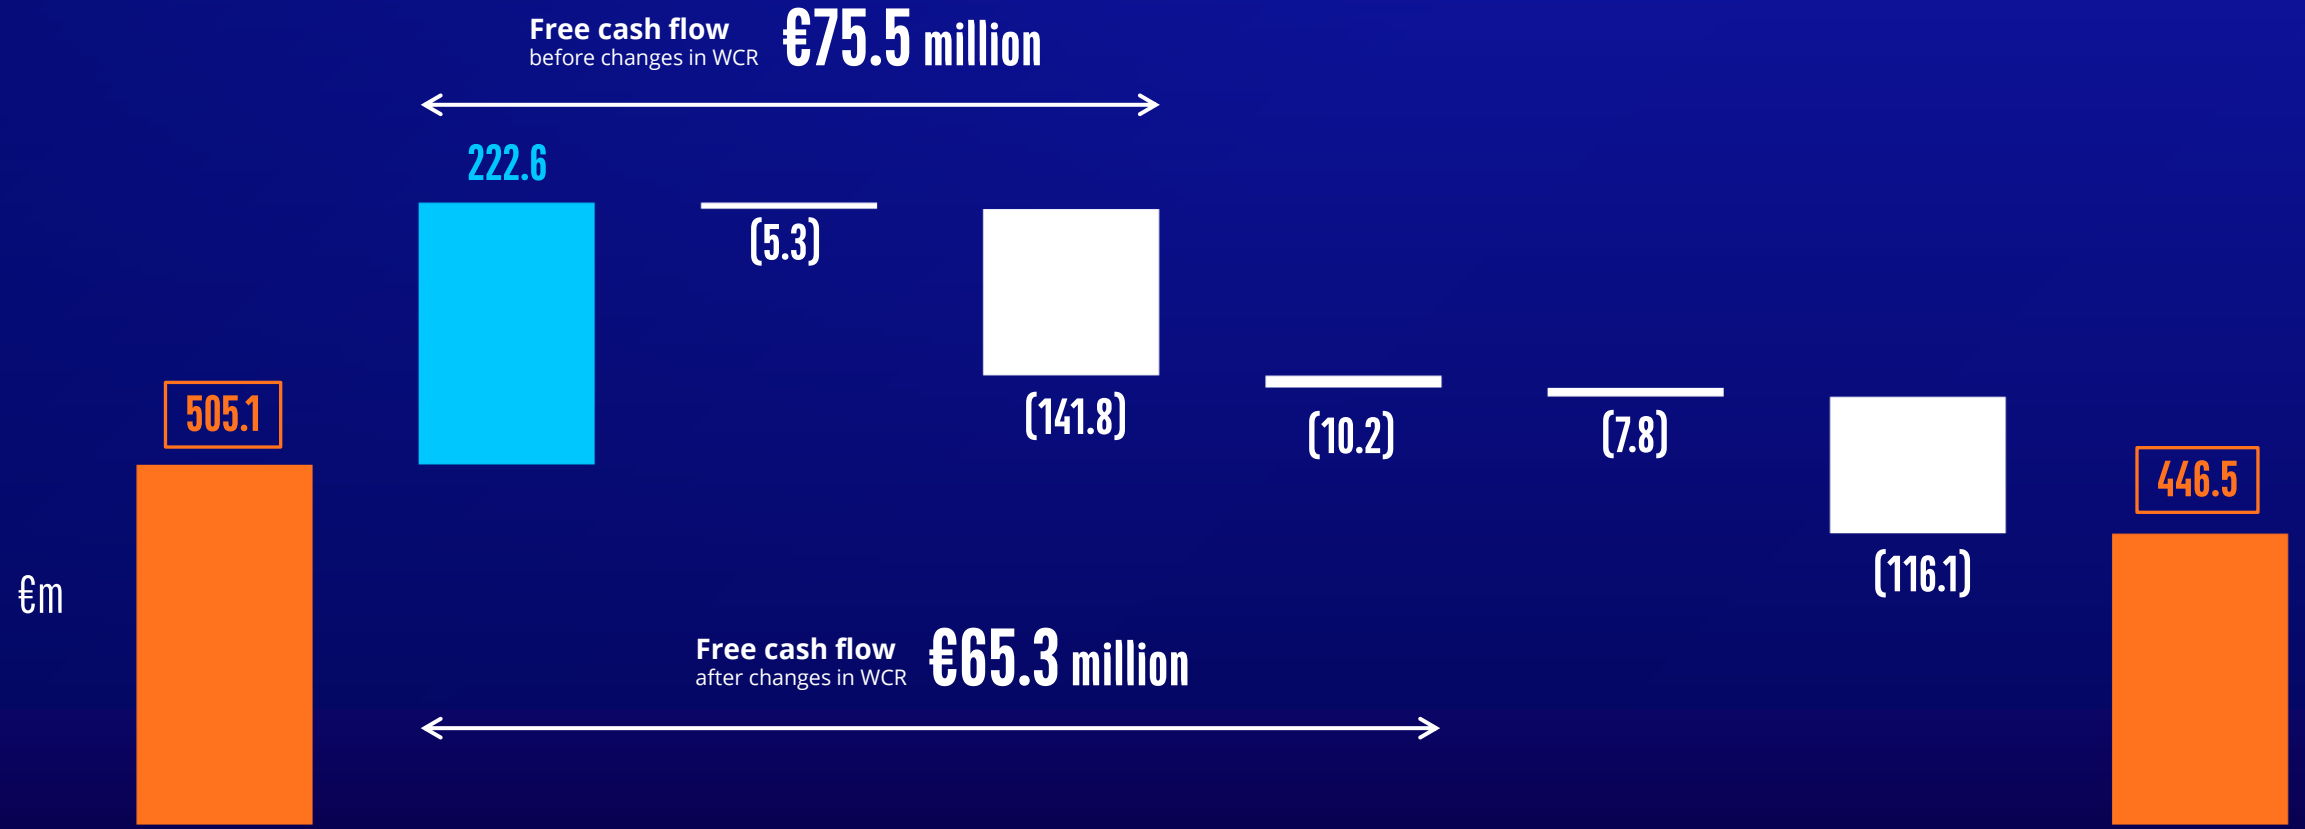 Free cash flow
before changes in WCR
€75.5 million
222.6
(5.3)
(141.8)
505.1
(10.2)
(7.8)
446.5
(116.1)
€m
Free cash flow
after changes in WCR
€65.3 million